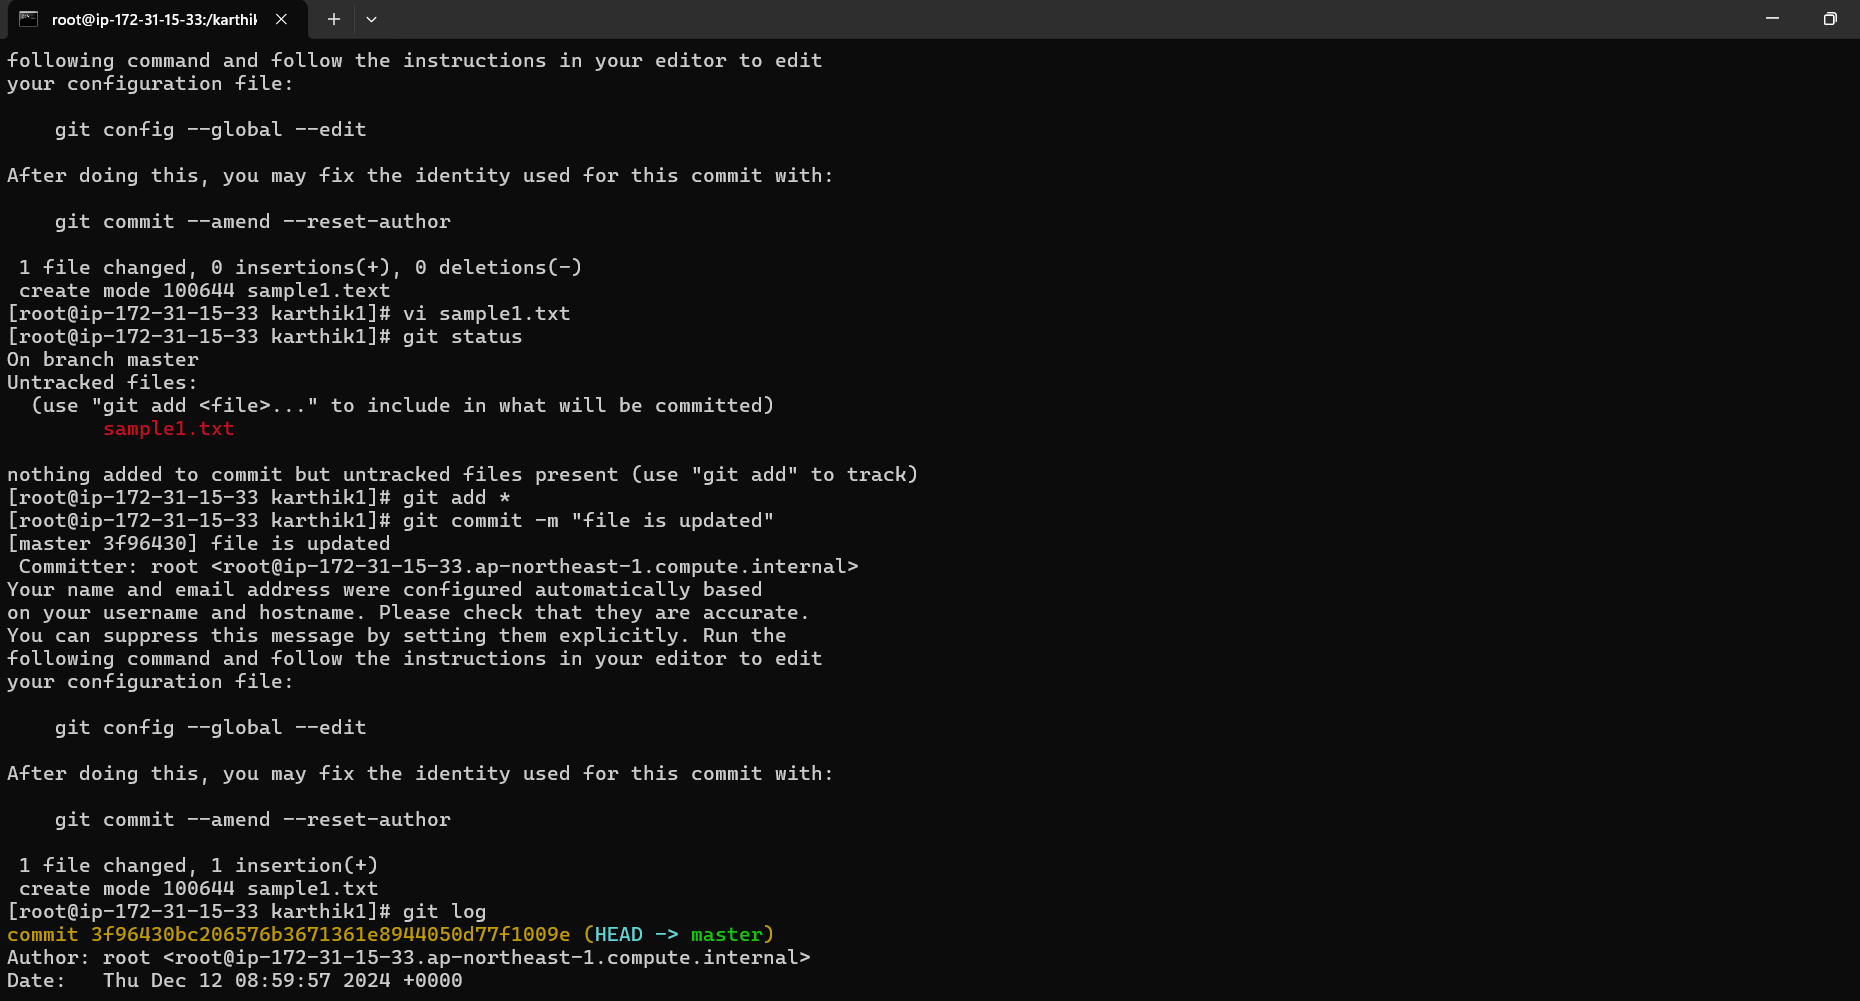 root@ip-172-31-15-33:/karthik
following command and follow the instructions in your editor to edit
your configuration file:
    git config --global --edit
After doing this, you may fix the identity used for this commit with:
    git commit --amend --reset-author
 1 file changed, 0 insertions(+), 0 deletions(-)
 create mode 100644 sample1.text
[root@ip-172-31-15-33 karthik1]# vi sample1.txt
[root@ip-172-31-15-33 karthik1]# git status
On branch master
Untracked files:
  (use "git add <file>..." to include in what will be committed)
        sample1.txt
nothing added to commit but untracked files present (use "git add" to track)
[root@ip-172-31-15-33 karthik1]# git add *
[root@ip-172-31-15-33 karthik1]# git commit -m "file is updated"
[master 3f96430] file is updated
 Committer: root <root@ip-172-31-15-33.ap-northeast-1.compute.internal>
Your name and email address were configured automatically based
on your username and hostname. Please check that they are accurate.
You can suppress this message by setting them explicitly. Run the
following command and follow the instructions in your editor to edit
your configuration file:
    git config --global --edit
After doing this, you may fix the identity used for this commit with:
    git commit --amend --reset-author
 1 file changed, 1 insertion(+)
 create mode 100644 sample1.txt
[root@ip-172-31-15-33 karthik1]# git log
commit 3f96430bc206576b3671361e8944050d77f1009e (HEAD -> master)
Author: root <root@ip-172-31-15-33.ap-northeast-1.compute.internal>
Date:   Thu Dec 12 08:59:57 2024 +0000